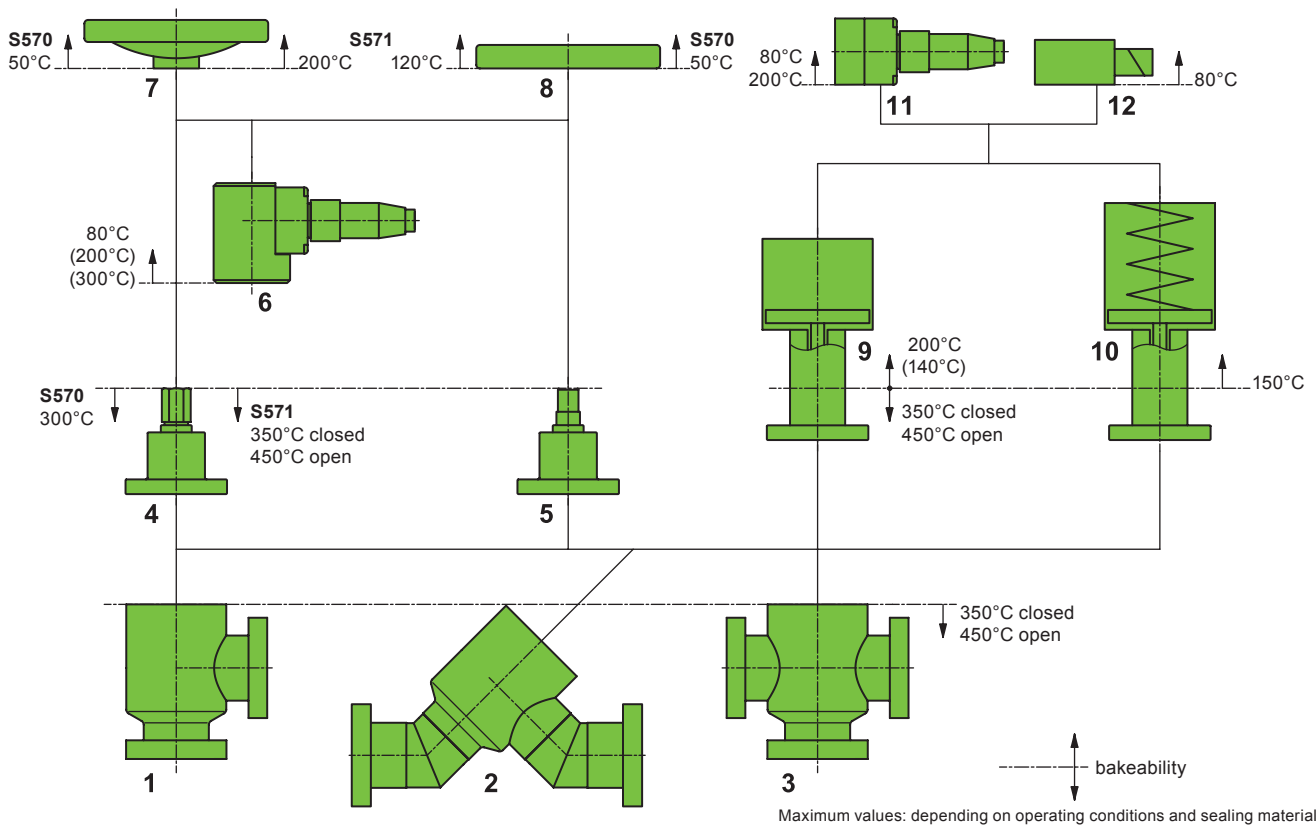 S570
50°C
200°C
7
S571
120°C
S570
50°C
8
80°C
200°C
11
80°C
12
80°C
(200°C)
(300°C)
6
9
200°C
(140°C)
350°C closed
450°C open
10
150°C
S570
300°C
S571
350°C closed
450°C open
4
5
350°C closed
450°C open
1
2
3
bakeability
Maximum values: depending on operating conditions and sealing material